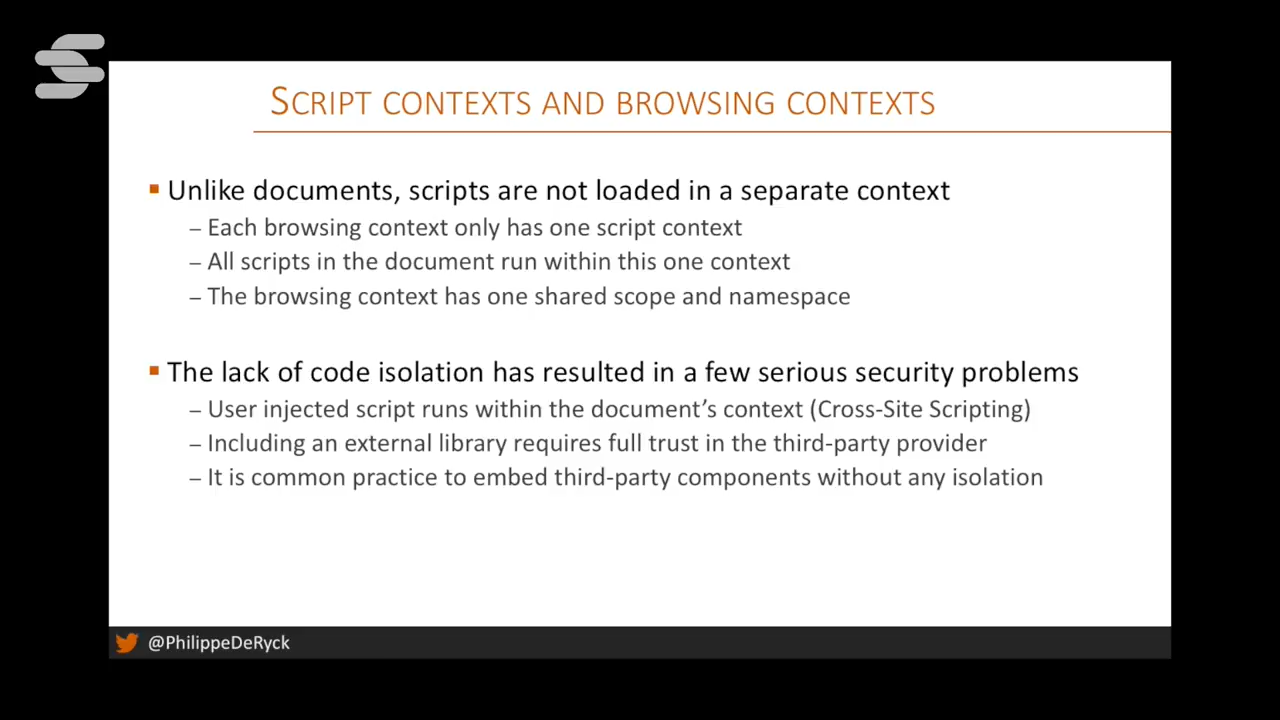 SCRIPT CONTEXTS AND BROWSING CONTEXTS
Unlike documents, scripts are not loaded in a separate context
– Each browsing context only has one script context
– All scripts in the document run within this one context
– The browsing context has one shared scope and namespace
The lack of code isolation has resulted in a few serious security problems
– User injected script runs within the document’s context (Cross-Site Scripting)
– Including an external library requires full trust in the third-party provider
– It is common practice to embed third-party components without any isolation
@PhilippeDeRyck